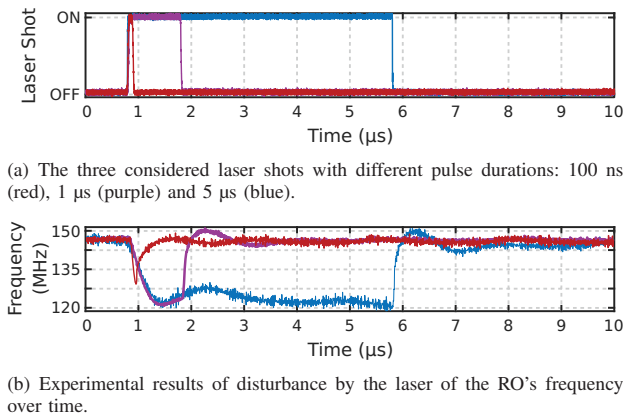 ON
Laser Shot
OFF
0 1 2 3 4 5 6 7 8 9 10
Time (µs)
(a) The three considered laser shots with different pulse durations: 100 ns
(red), 1 µs (purple) and 5 µs (blue).
150
135
120
Frequency
(MHz)
0 1 2 3 4 5 6 7 8 9 10
Time (µs)
(b) Experimental results of disturbance by the laser of the RO's frequency
over time.